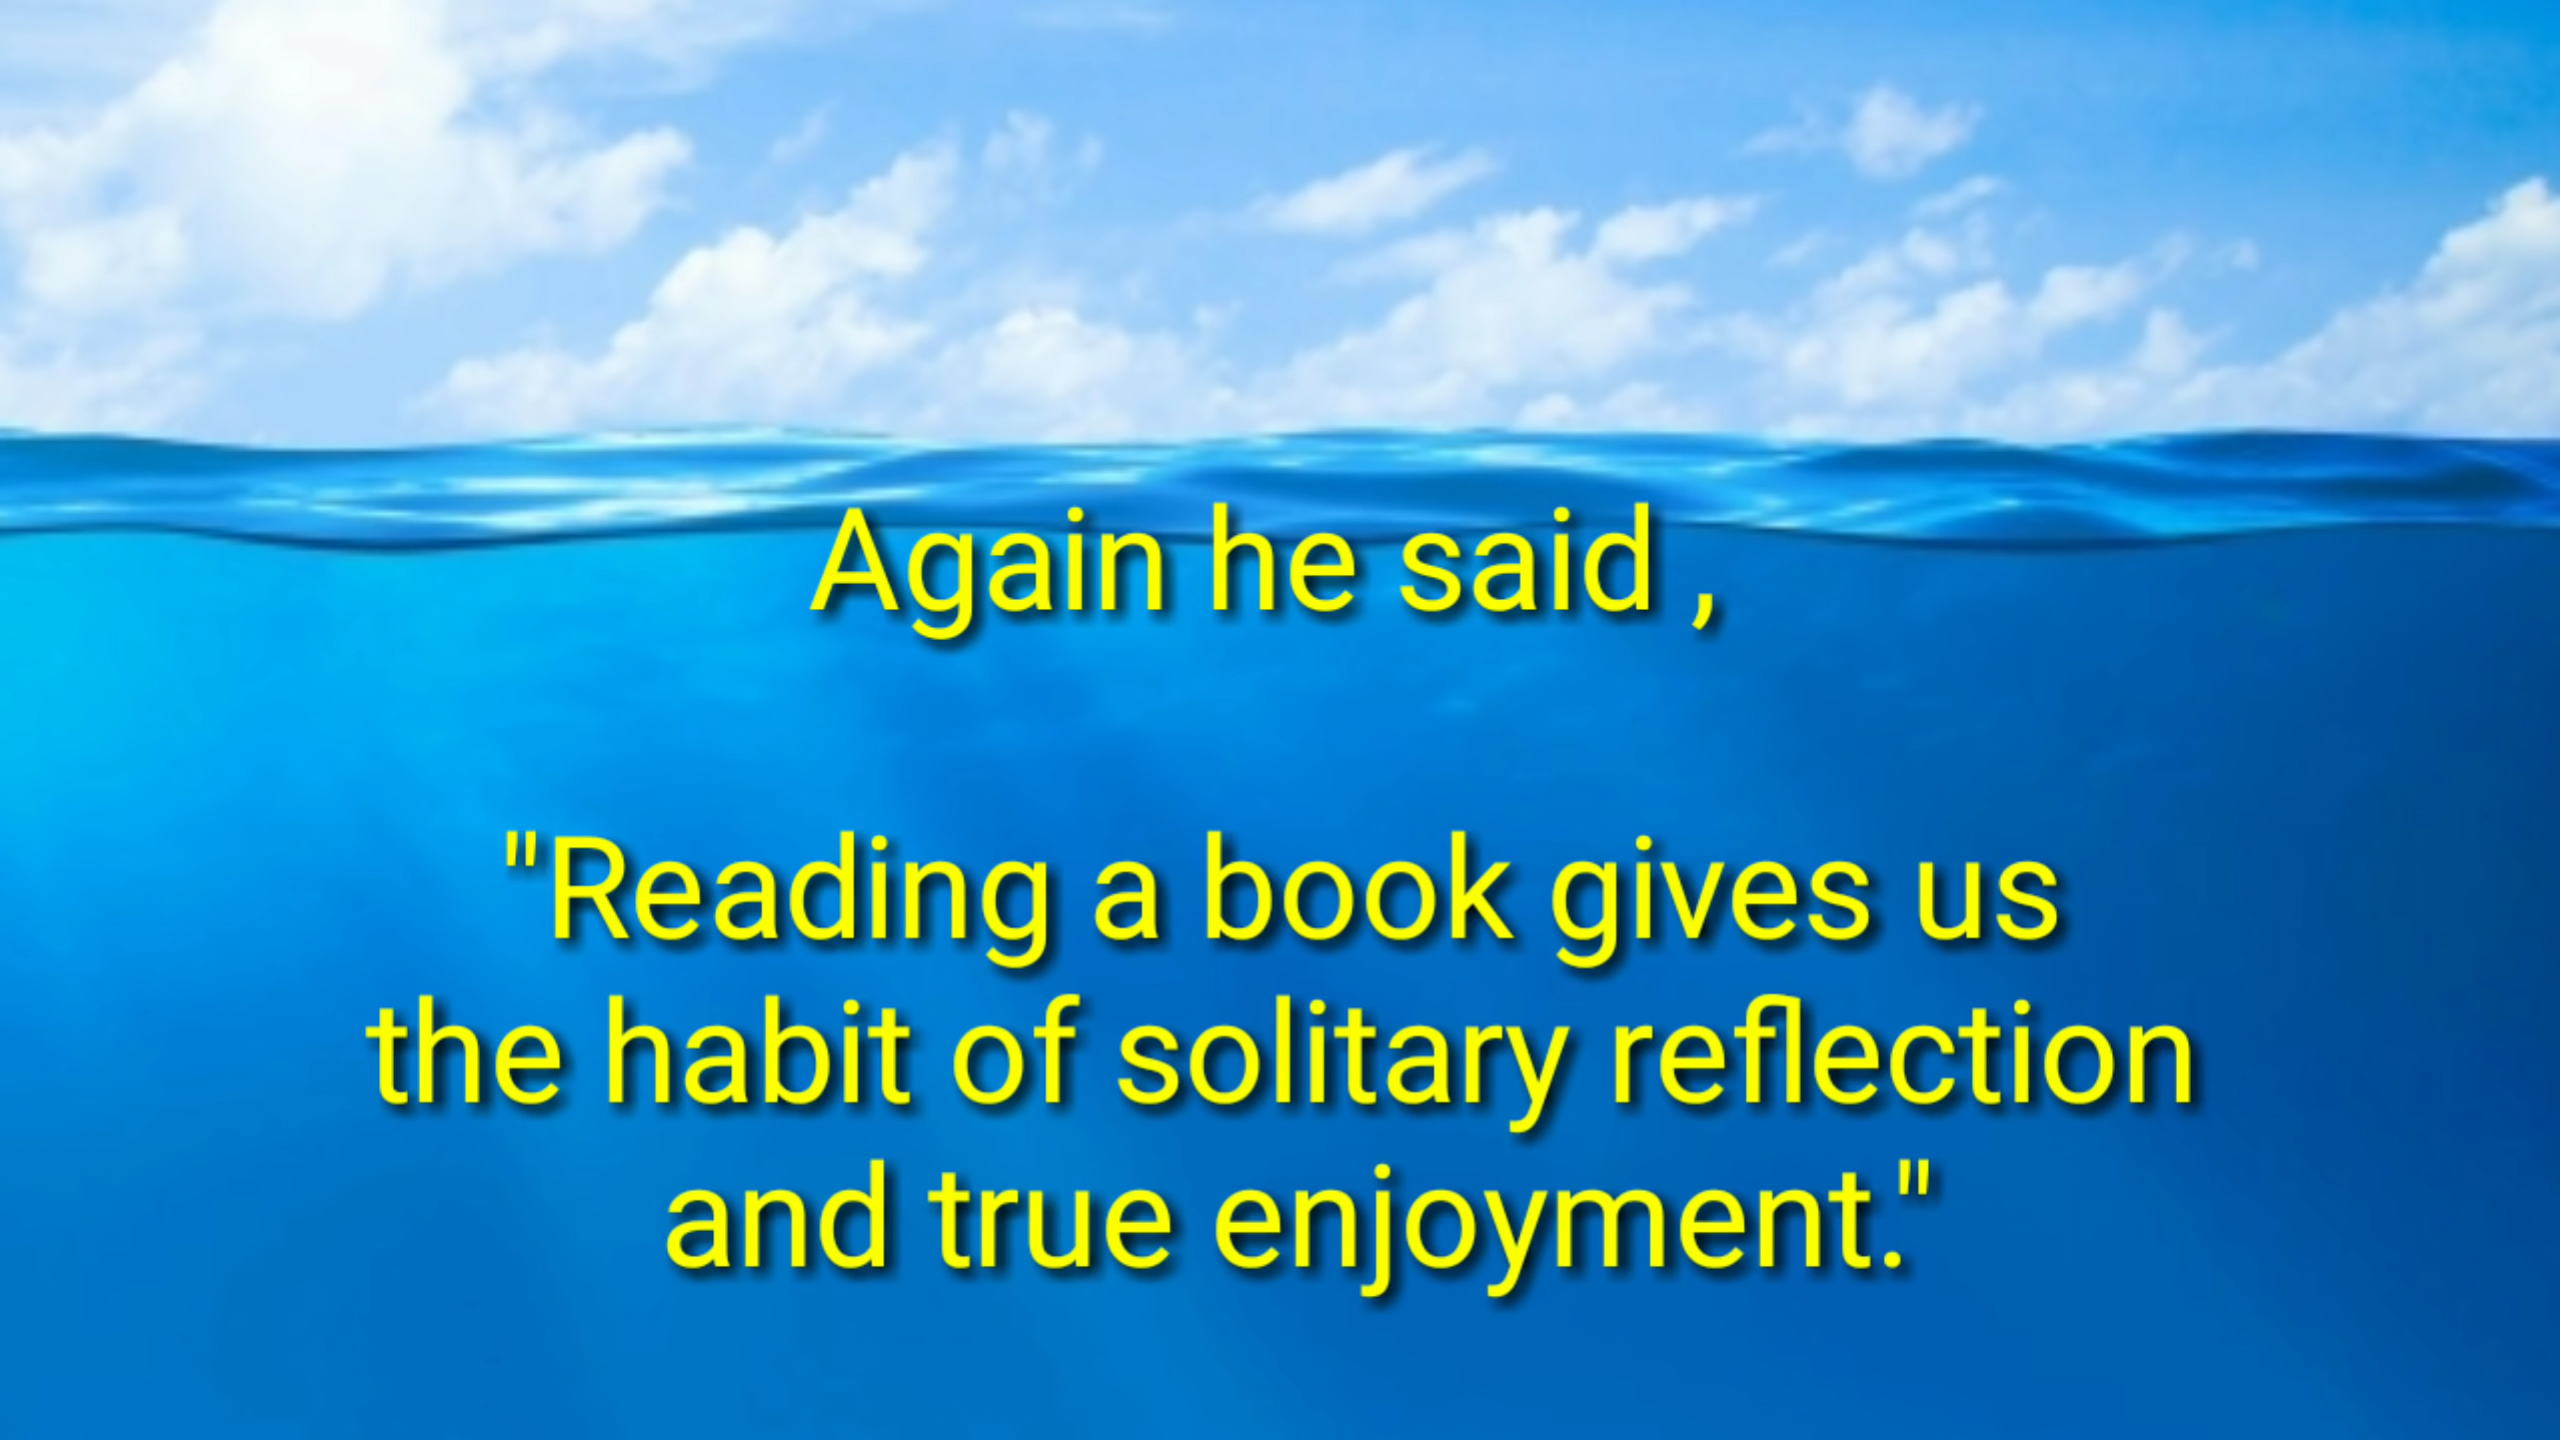 Again he said ,
"Reading a book gives us
the habit of solitary reflection
and true enjoyment."